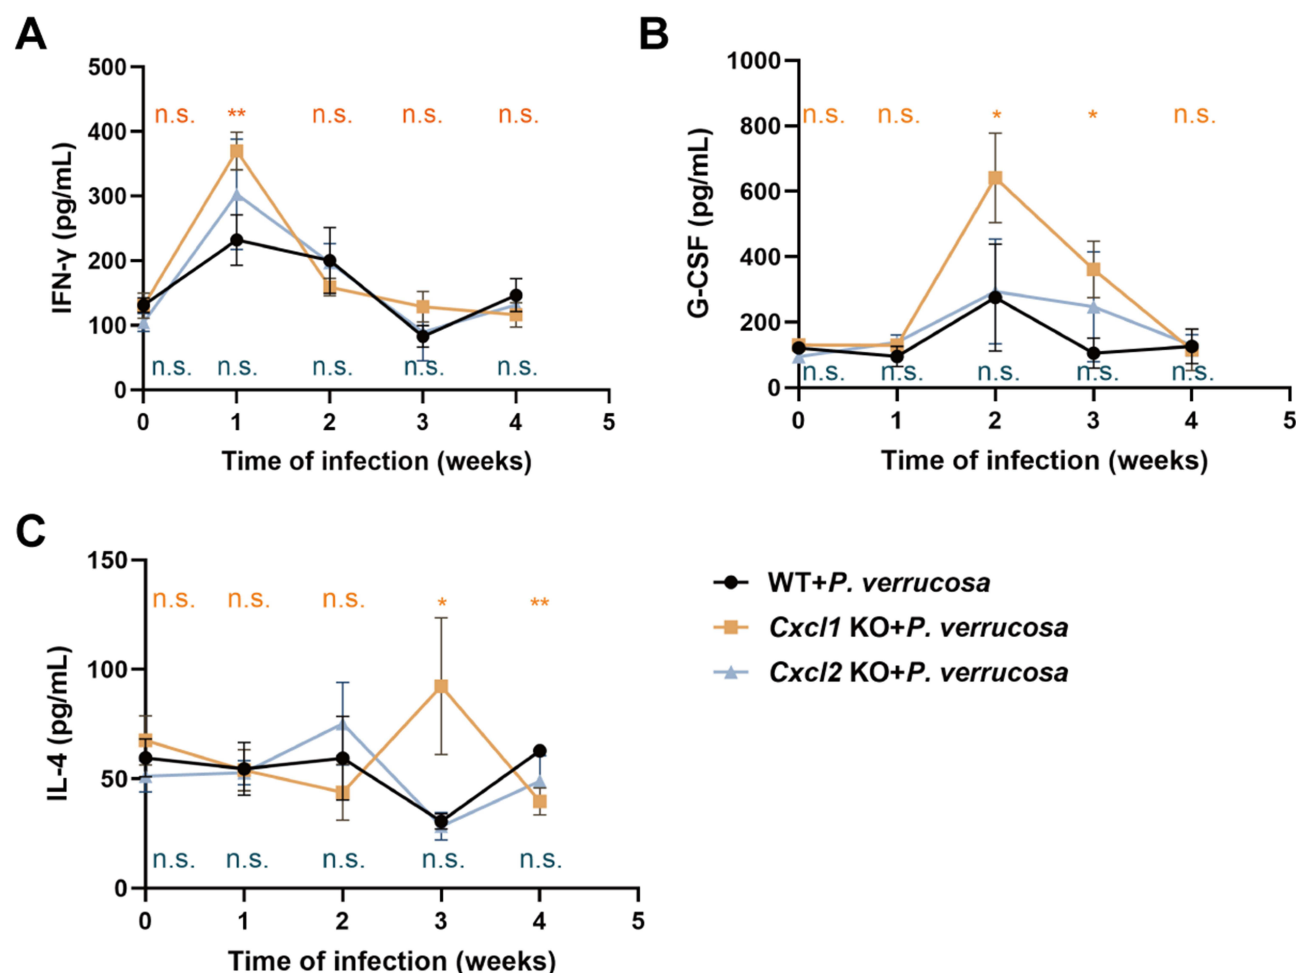 A
500
400
300
200
100
0
IFN-γ (pg/mL)
n.s. ** n.s. n.s. n.s.
n.s. n.s. n.s. n.s. n.s.
0 1 2 3 4 5
Time of infection (weeks)
B
1000
800
600
400
200
0
G-CSF (pg/mL)
n.s. n.s. * * n.s.
n.s. n.s. n.s. n.s. n.s.
0 1 2 3 4 5
Time of infection (weeks)
C
150
100
50
0
IL-4 (pg/mL)
n.s. n.s. n.s. * **
n.s. n.s. n.s. n.s. n.s.
0 1 2 3 4 5
Time of infection (weeks)
WT+P. verrucosa
Cxcl1 KO+P. verrucosa
Cxcl2 KO+P. verrucosa